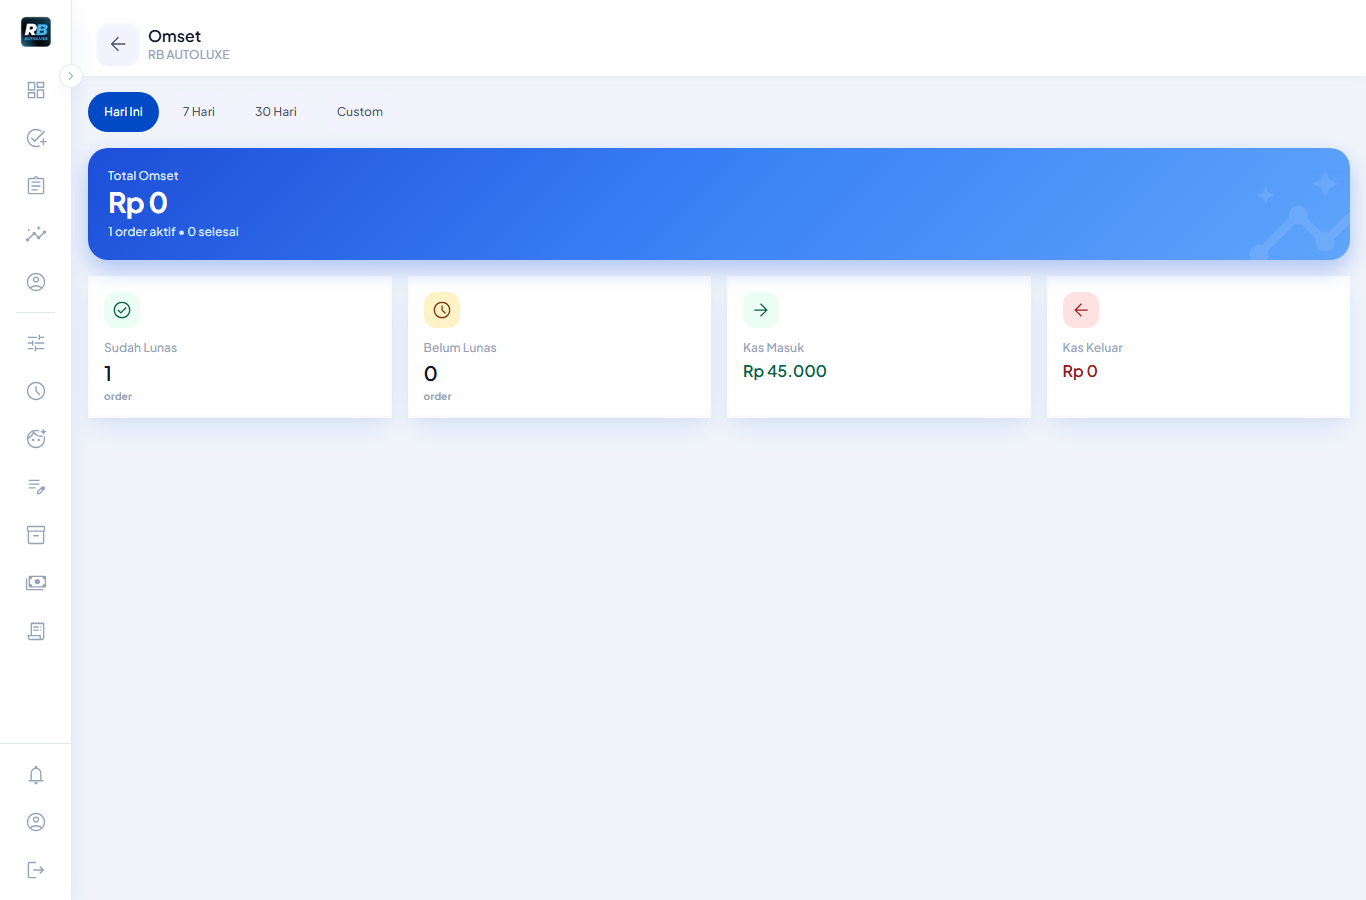 RB
AUTOLUXE
Omset
RB AUTOLUXE
Hari Ini
7 Hari
30 Hari
Custom
Total Omset
Rp 0
1 order aktif • 0 selesai
Sudah Lunas
1
order
Belum Lunas
0
order
Kas Masuk
Rp 45.000
Kas Keluar
Rp 0